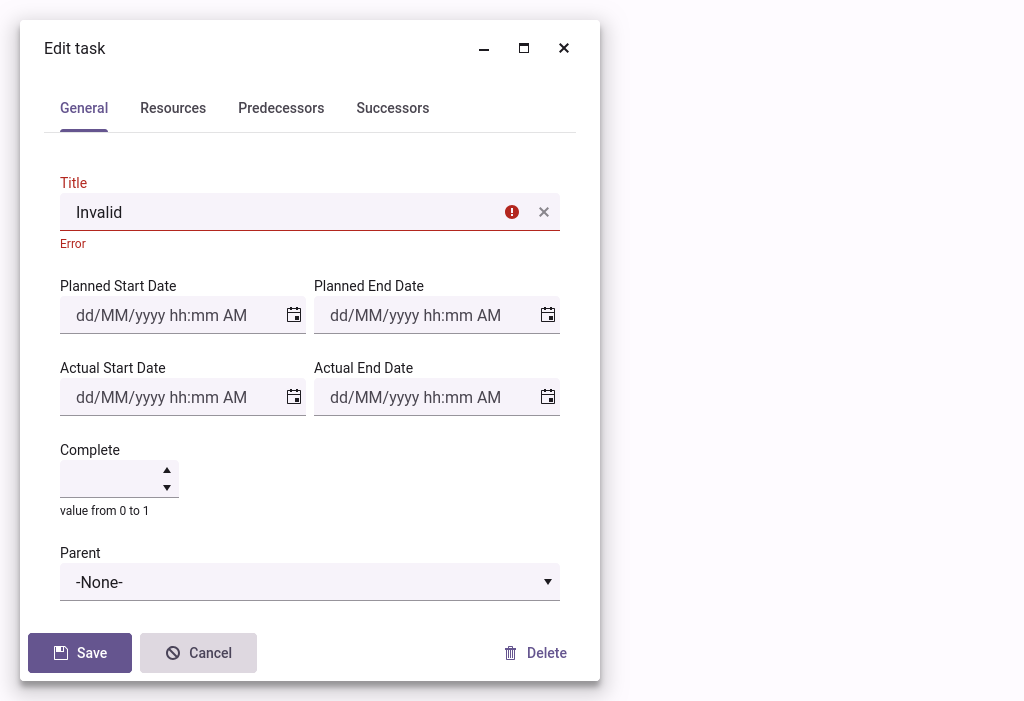 Edit task
General Resources Predecessors Successors
Title
Invalid
Error
Planned Start Date Planned End Date
dd/MM/yyyy hh:mm AM dd/MM/yyyy hh:mm AM
Actual Start Date Actual End Date
dd/MM/yyyy hh:mm AM dd/MM/yyyy hh:mm AM
Complete
value from 0 to 1
Parent
-None-
Save Cancel Delete